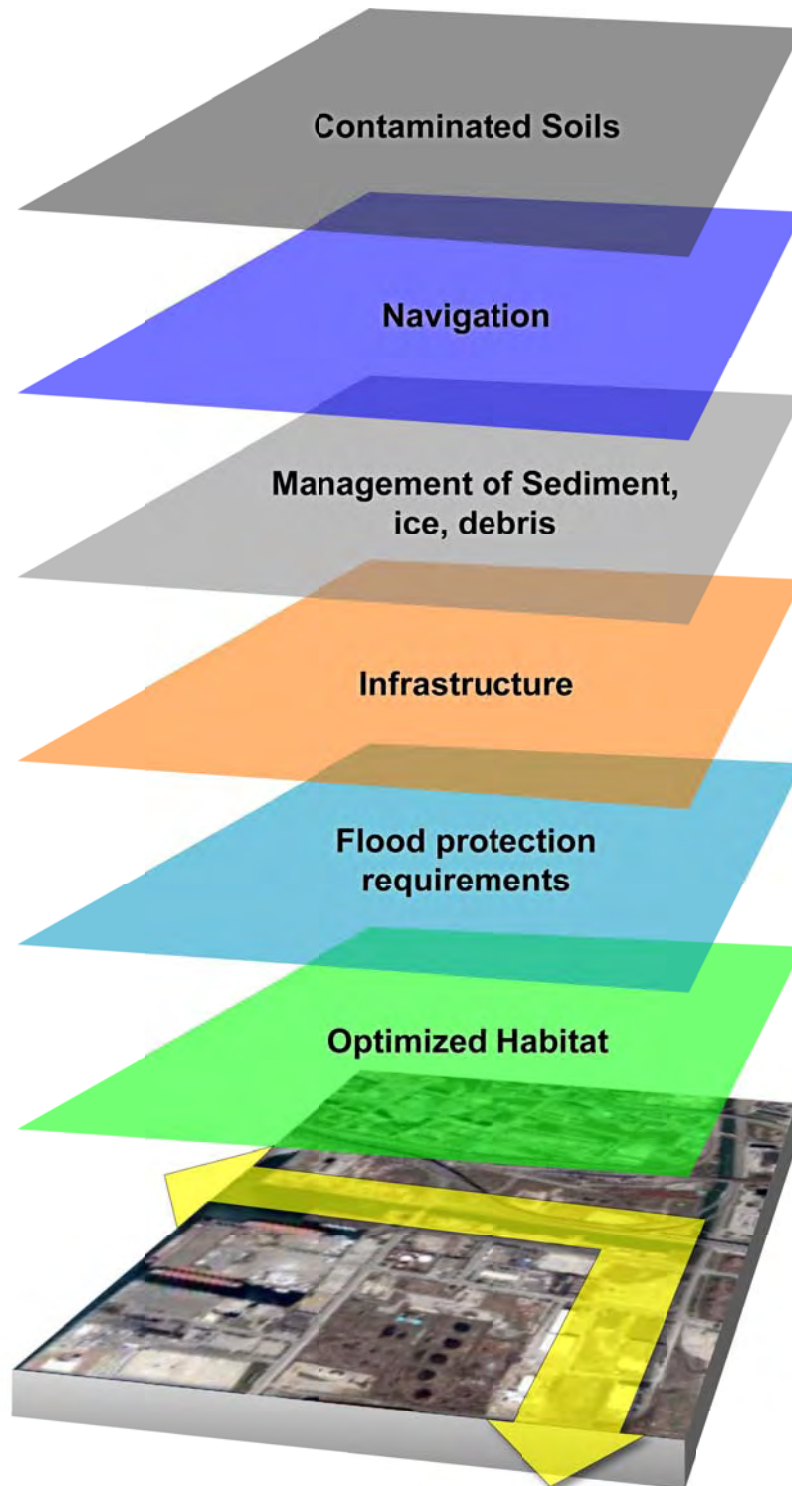 Contaminated Soils
Navigation
Management of Sediment,
ice, debris
Infrastructure
Flood protection
requirements
Optimized Habitat